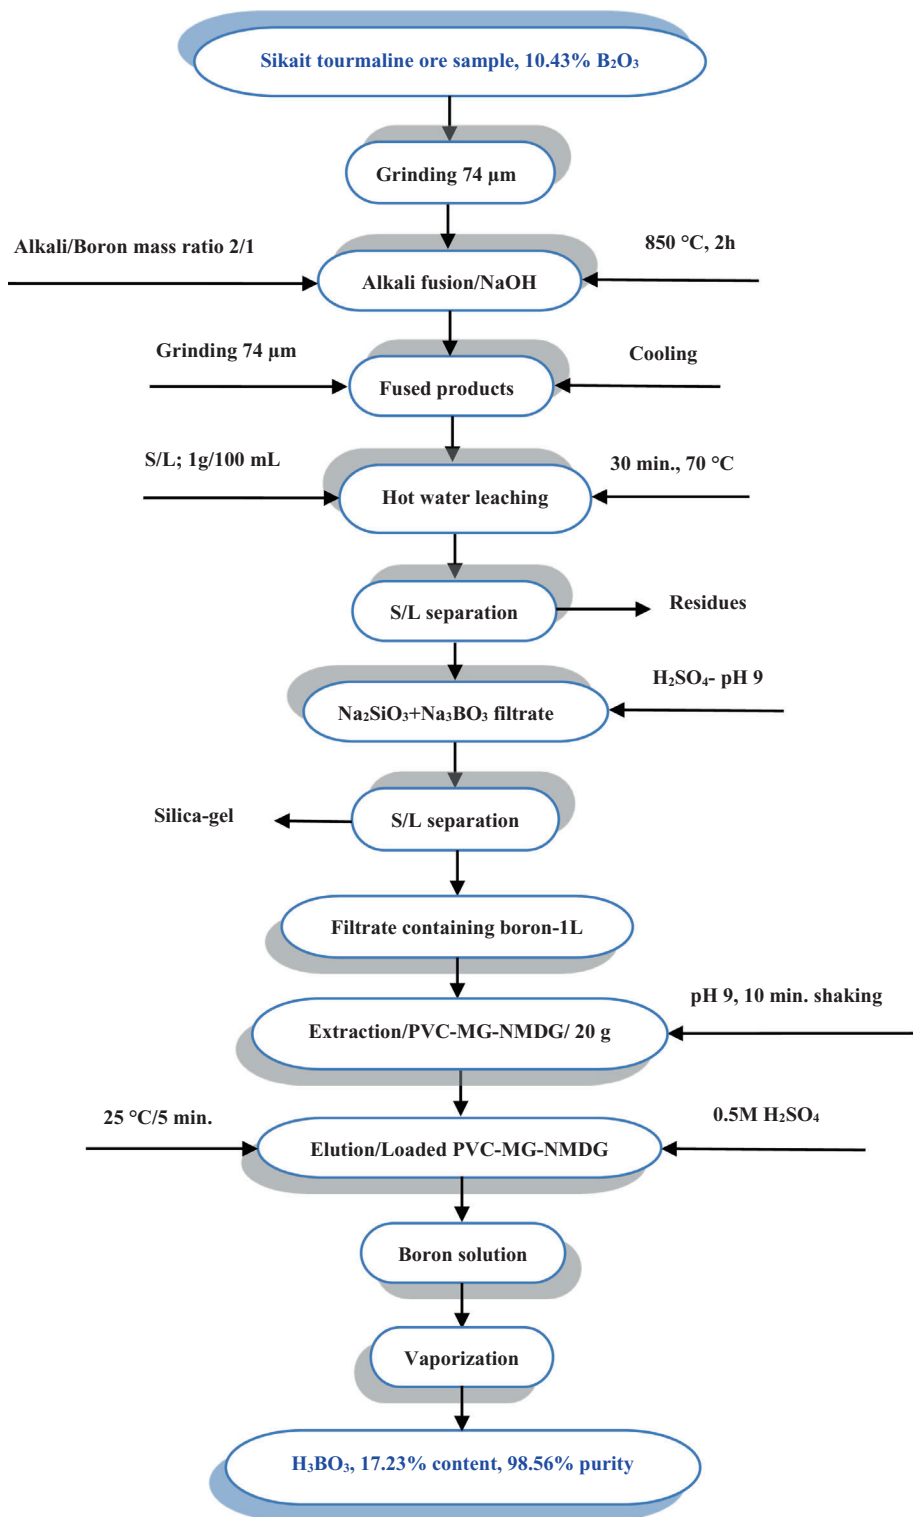 Sikait tourmaline ore sample, 10.43% B₂O₃
Grinding 74 µm
Alkali/Boron mass ratio 2/1
850 °C, 2h
Alkali fusion/NaOH
Grinding 74 µm
Cooling
Fused products
S/L; 1g/100 mL
30 min., 70 °C
Hot water leaching
S/L separation
Residues
H₂SO₄- pH 9
Na₂SiO₃+Na₃BO₃ filtrate
Silica-gel
S/L separation
Filtrate containing boron-1L
pH 9, 10 min. shaking
Extraction/PVC-MG-NMDG/ 20 g
25 °C/5 min.
0.5M H₂SO₄
Elution/Loaded PVC-MG-NMDG
Boron solution
Vaporization
H₃BO₃, 17.23% content, 98.56% purity